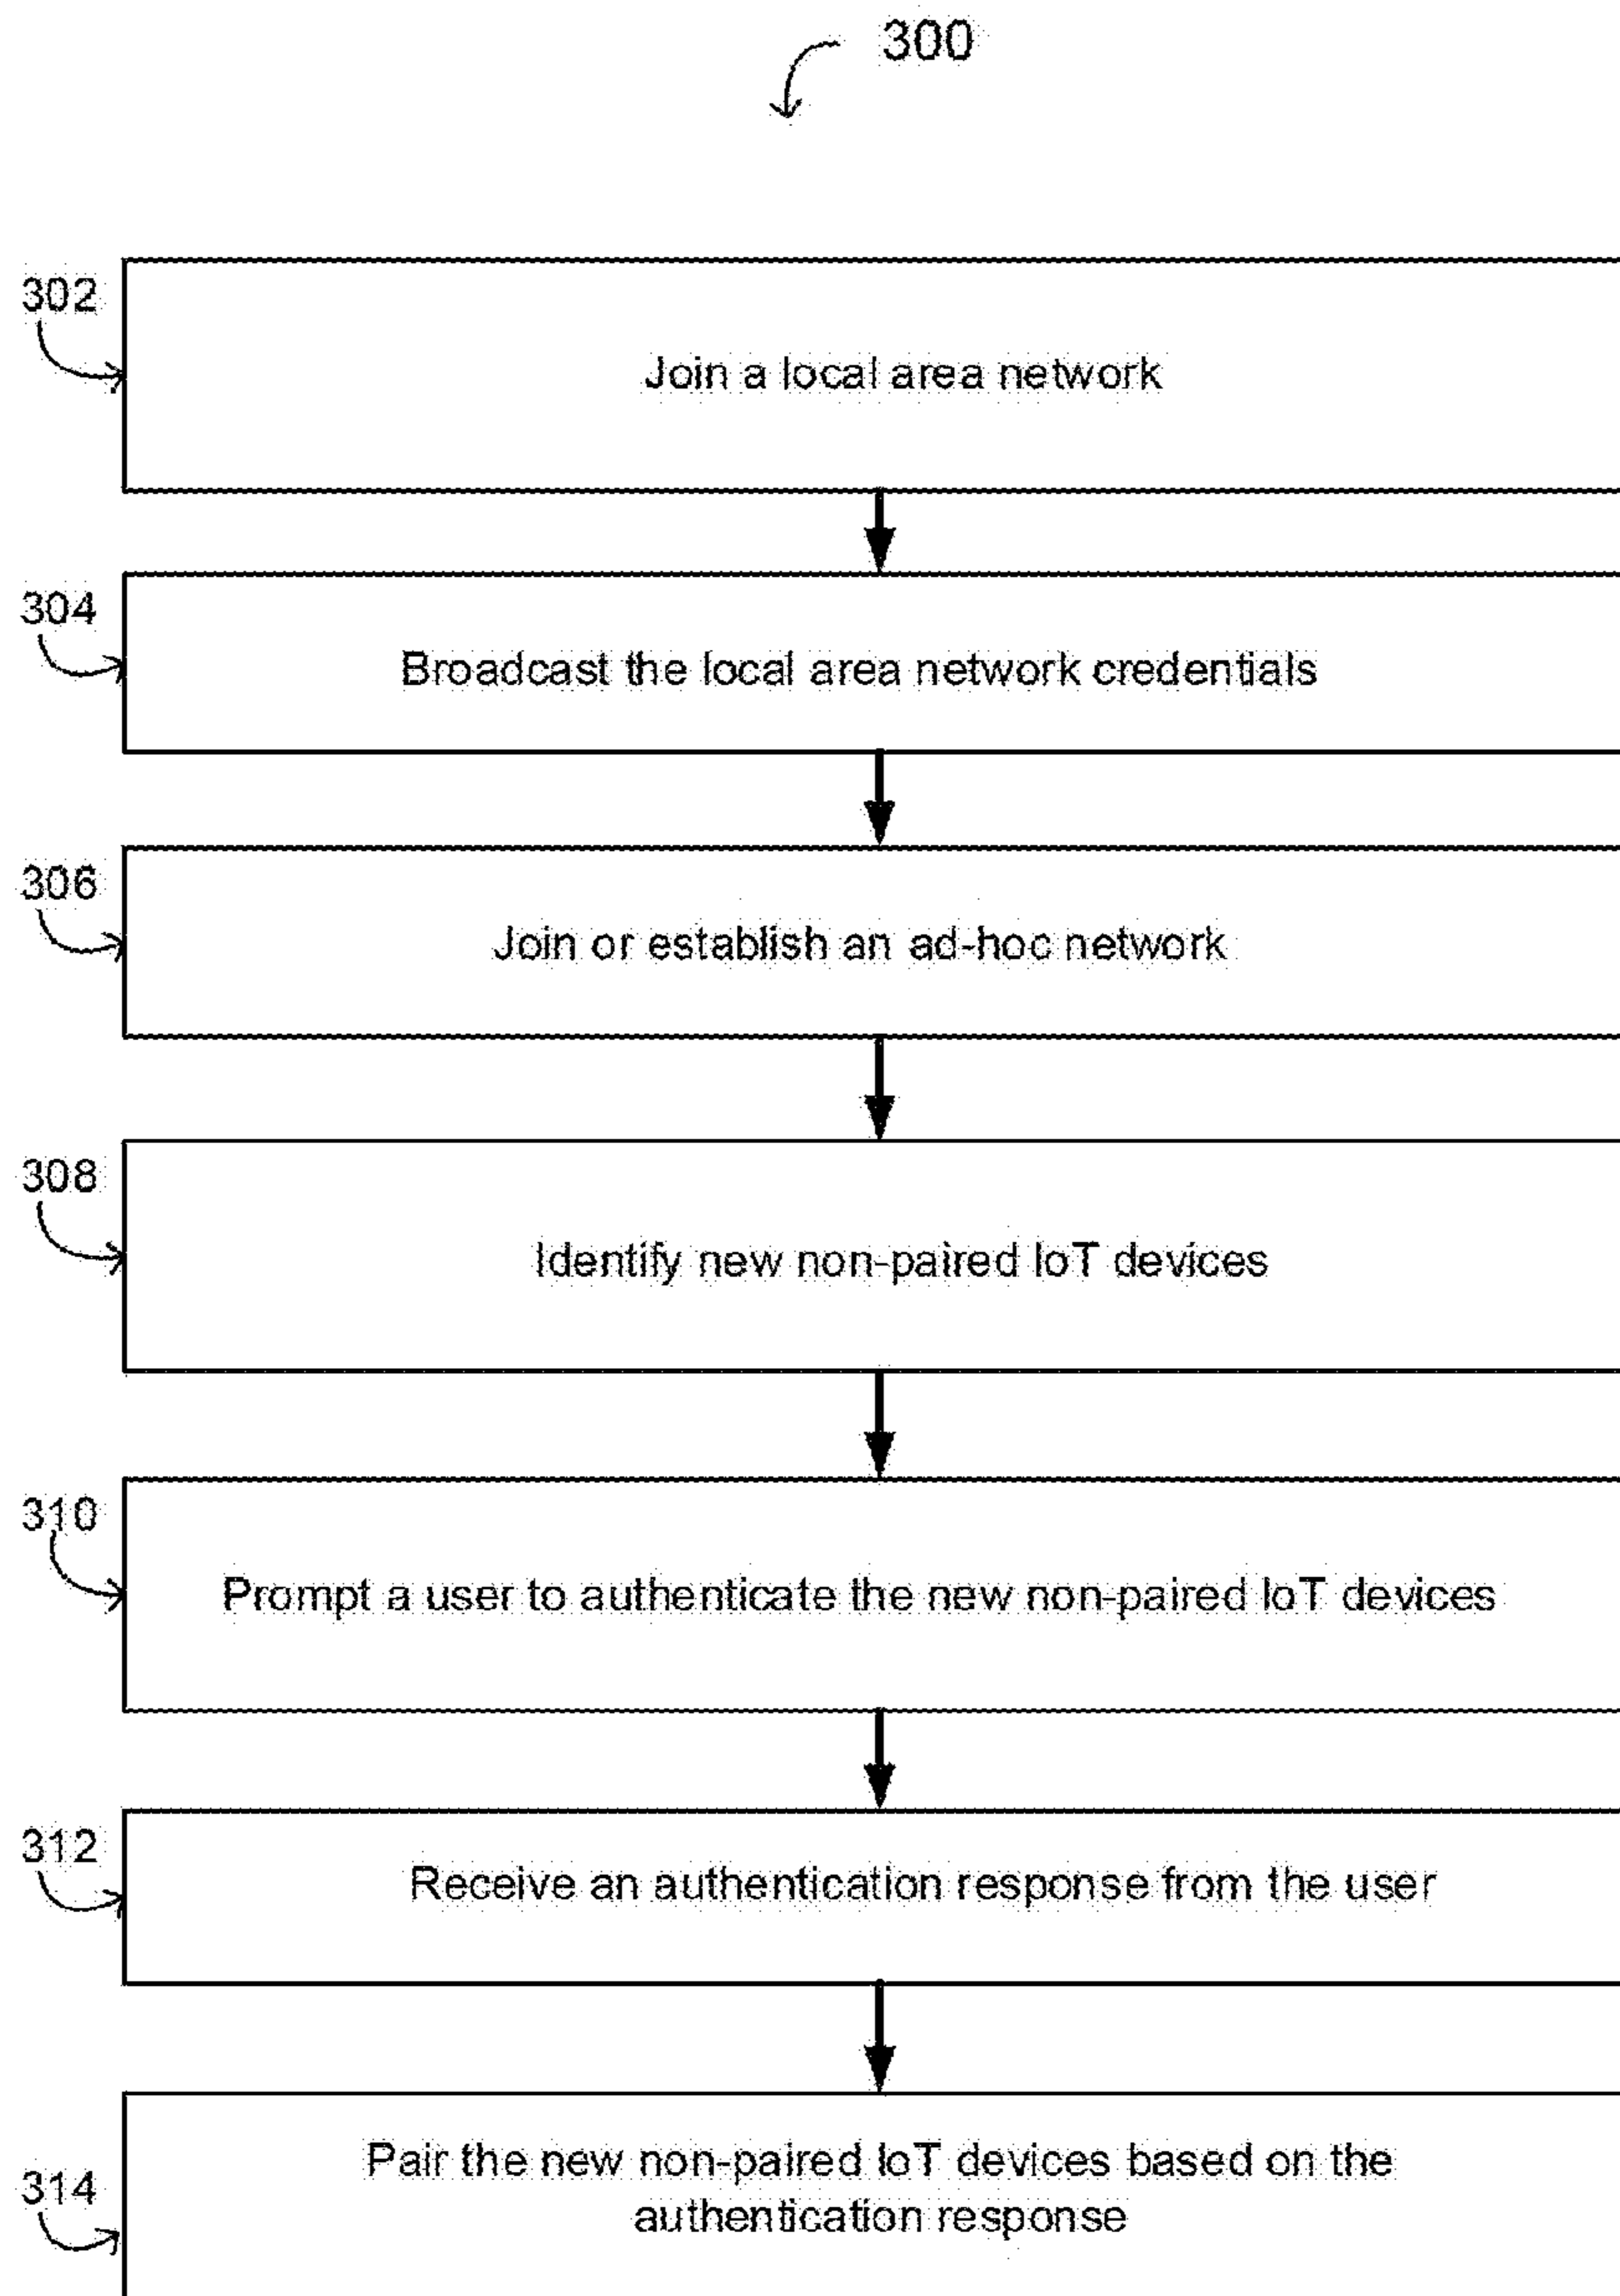 300
302
Join a local area network
304
Broadcast the local area network credentials
306
Join or establish an ad-hoc network
308
Identify new non-paired IoT devices
310
Prompt a user to authenticate the new non-paired IoT devices
312
Receive an authentication response from the user
314
Pair the new non-paired IoT devices based on the
authentication response